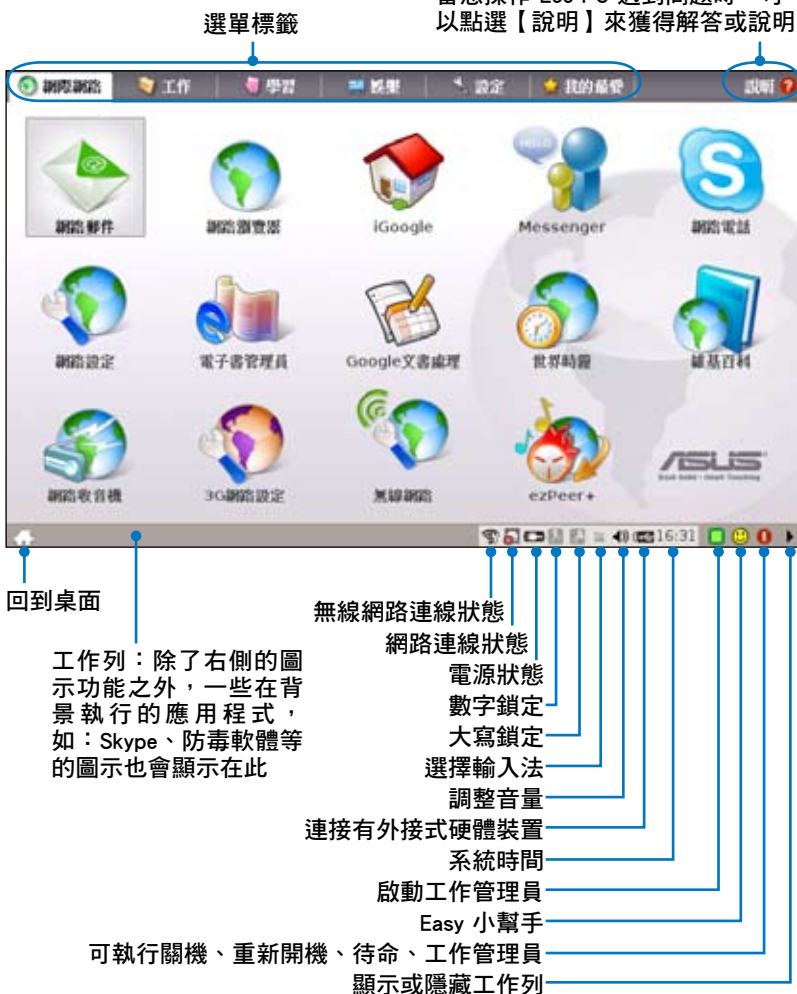 以點選【說明】來獲得解答或說明
選單標籤
網際網路 工作 學習 娛樂 設定 我的最愛 說明
網路郵件 網路瀏覽器 iGoogle Messenger 網路電話
網路設定 電子書管理員 Google文書處理 世界時鐘 維基百科
網路收音機 3G網路設定 無線網路 ezPeer+
ASUS
16:31
回到桌面
工作列：除了右側的圖
示功能之外，一些在背
景執行的應用程式，
如：Skype、防毒軟體等
的圖示也會顯示在此
無線網路連線狀態
網路連線狀態
電源狀態
數字鎖定
大寫鎖定
選擇輸入法
調整音量
連接有外接式硬體裝置
系統時間
啟動工作管理員
Easy 小幫手
可執行關機、重新開機、待命、工作管理員
顯示或隱藏工作列